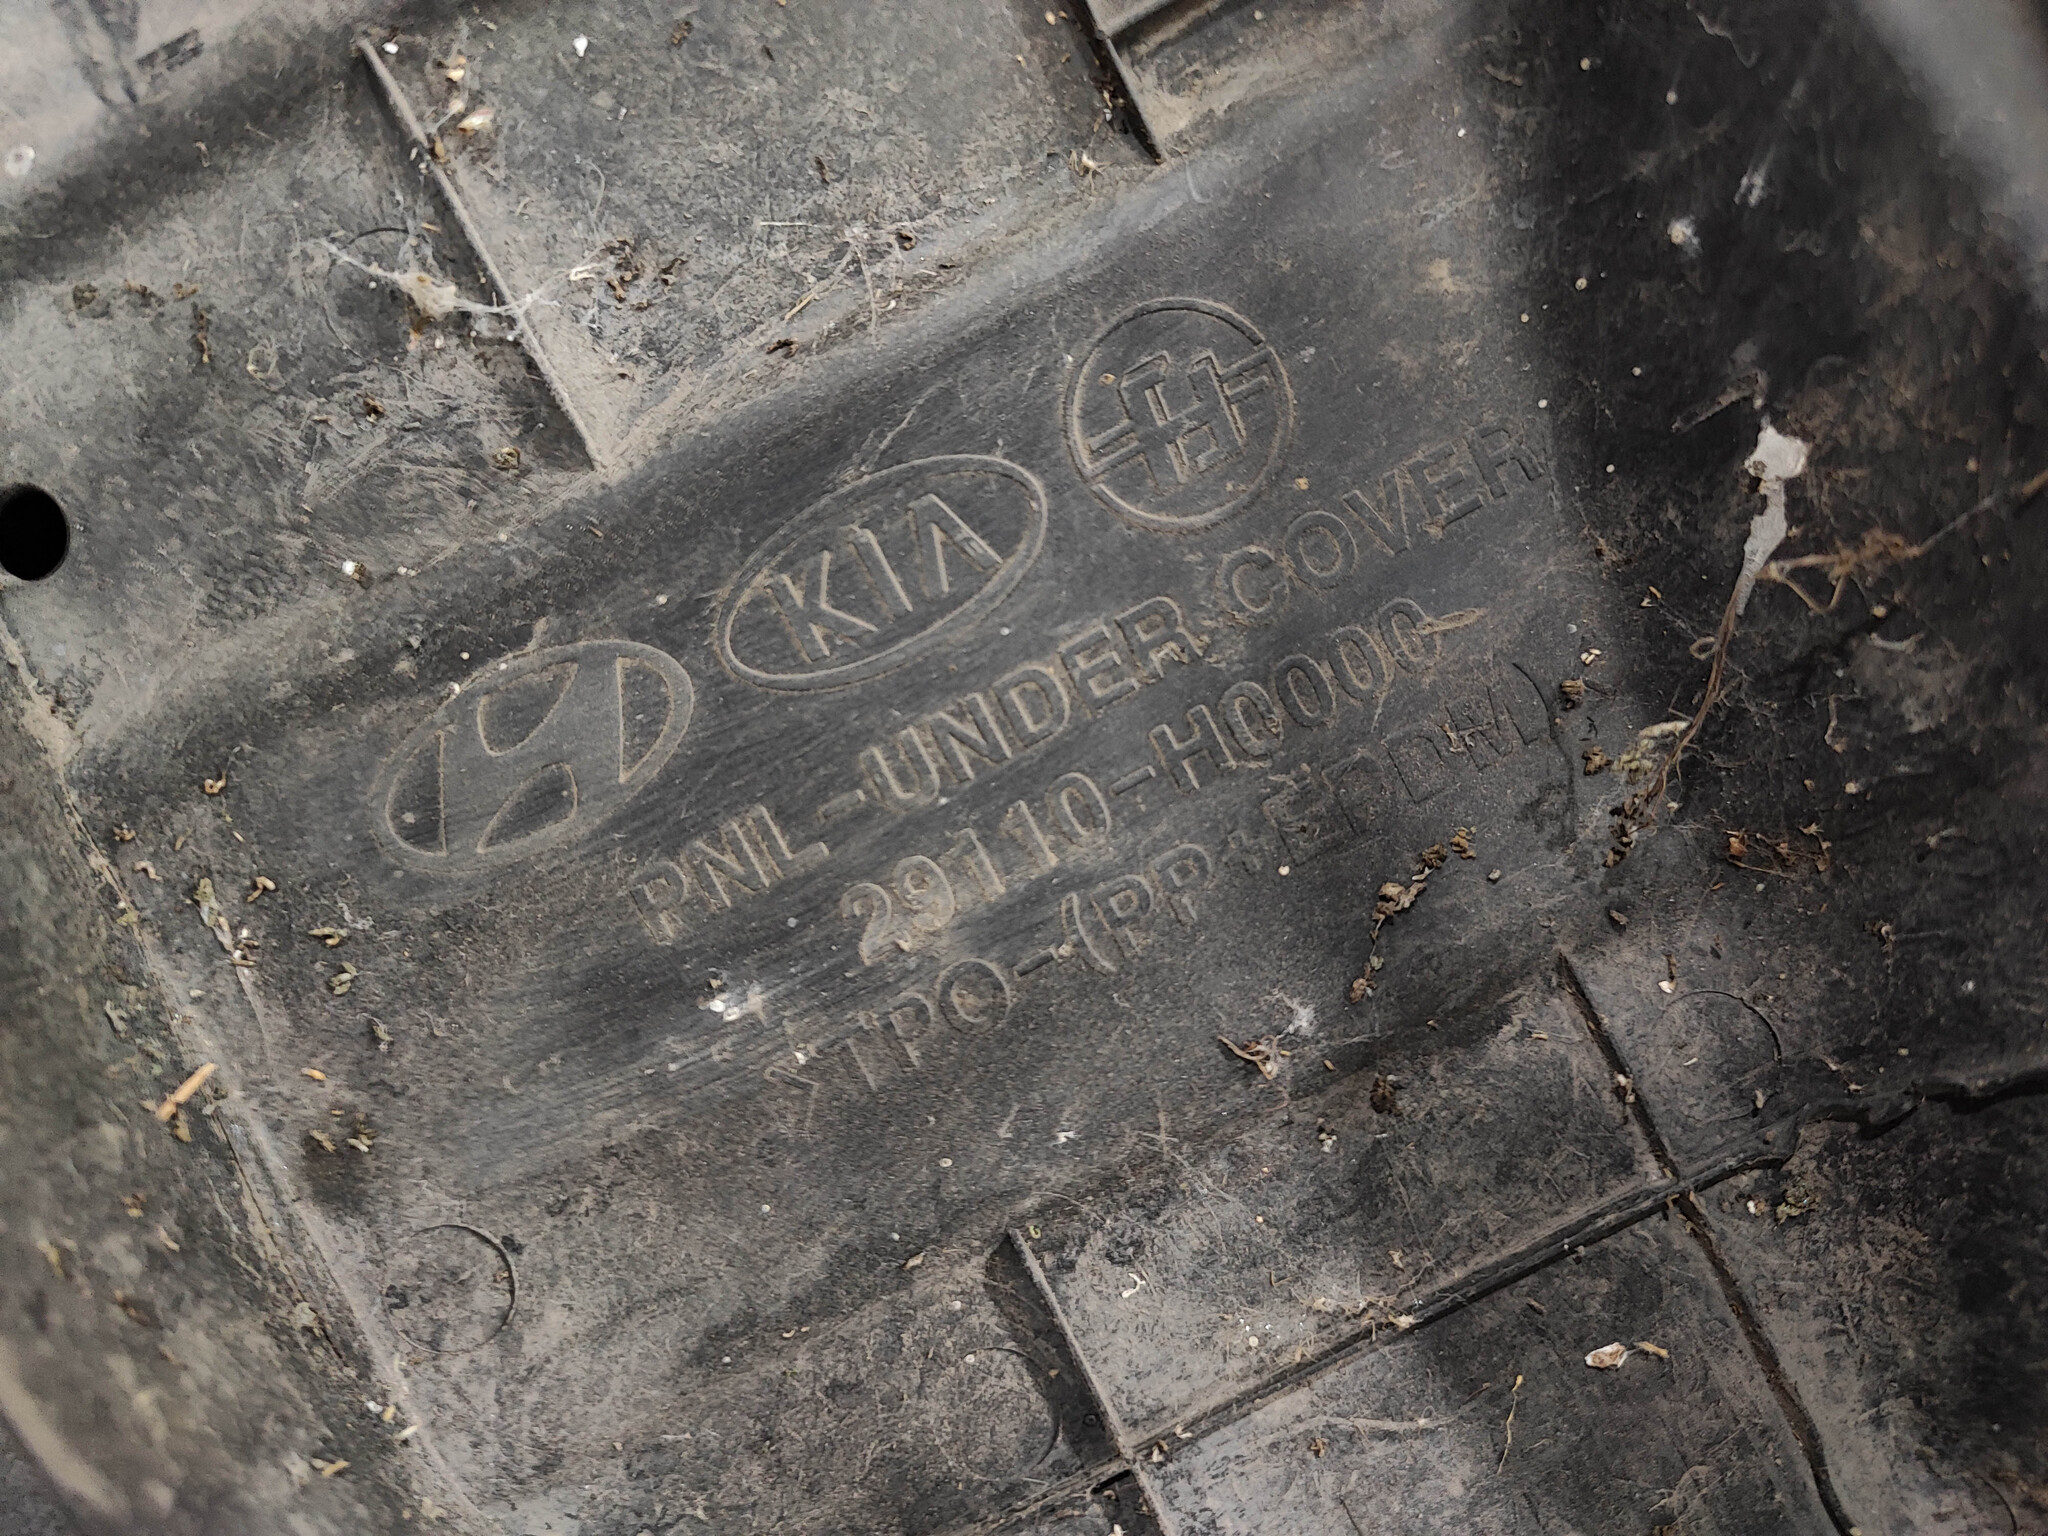 KIA
PNL-UNDER COVER
29110-H0000
>TPO-(PP+EPDM)